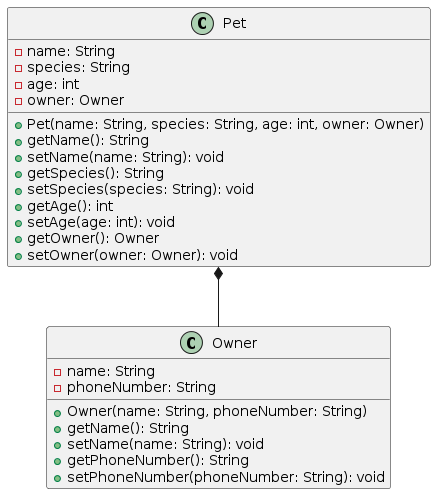 C Pet
name: String
species: String
age: int
owner: Owner
Pet(name: String, species: String, age: int, owner: Owner)
getName(): String
setName(name: String): void
getSpecies(): String
setSpecies(species: String): void
getAge(): int
setAge(age: int): void
getOwner(): Owner
setOwner(owner: Owner): void
C Owner
name: String
phoneNumber: String
Owner(name: String, phoneNumber: String)
getName(): String
setName(name: String): void
getPhoneNumber(): String
setPhoneNumber(phoneNumber: String): void